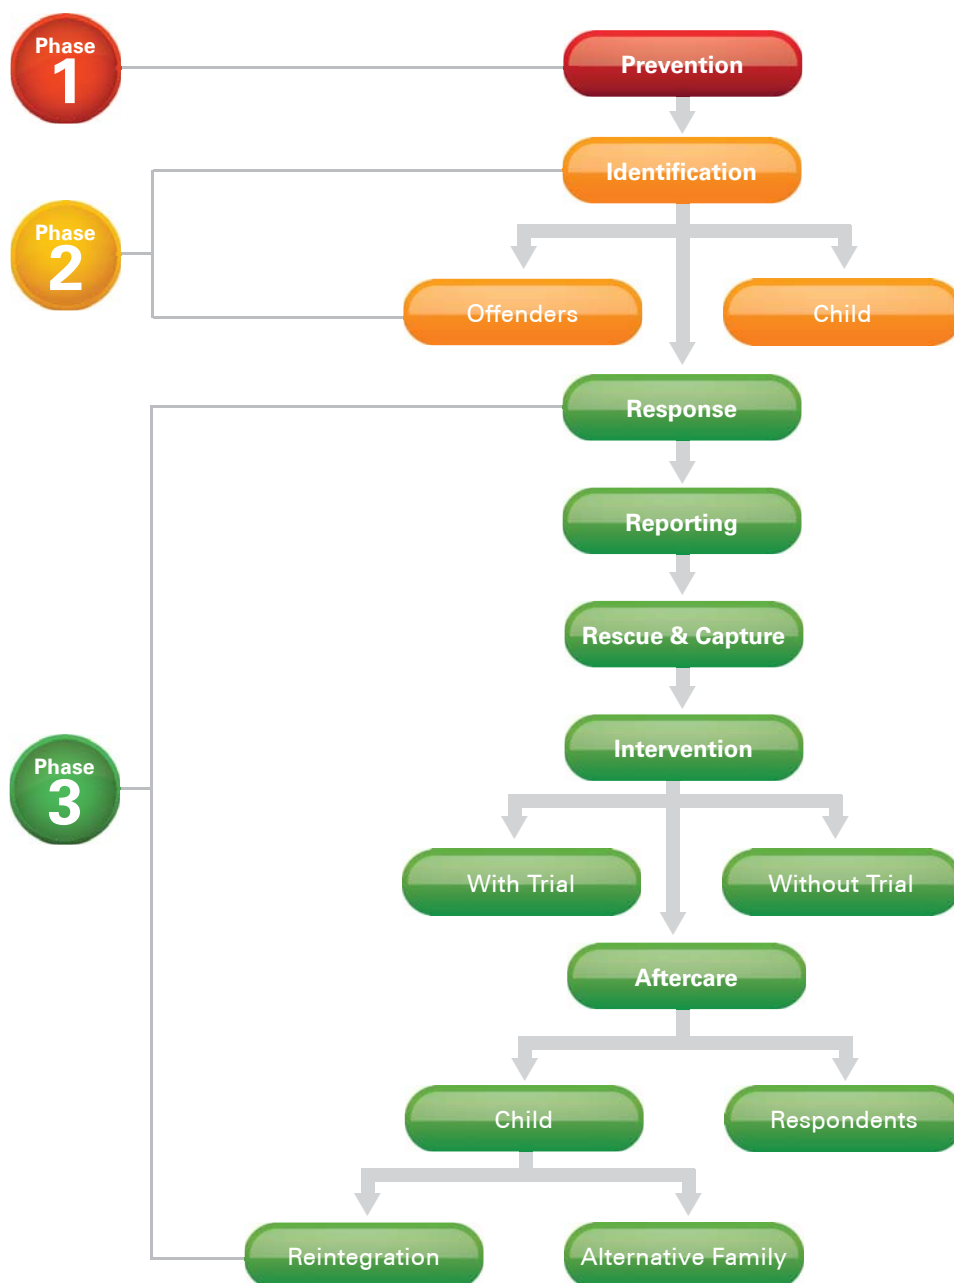 Phase
1
Prevention
Identification
Phase
2
Offenders
Child
Response
Reporting
Rescue & Capture
Intervention
Phase
3
With Trial
Without Trial
Aftercare
Child
Respondents
Reintegration
Alternative Family